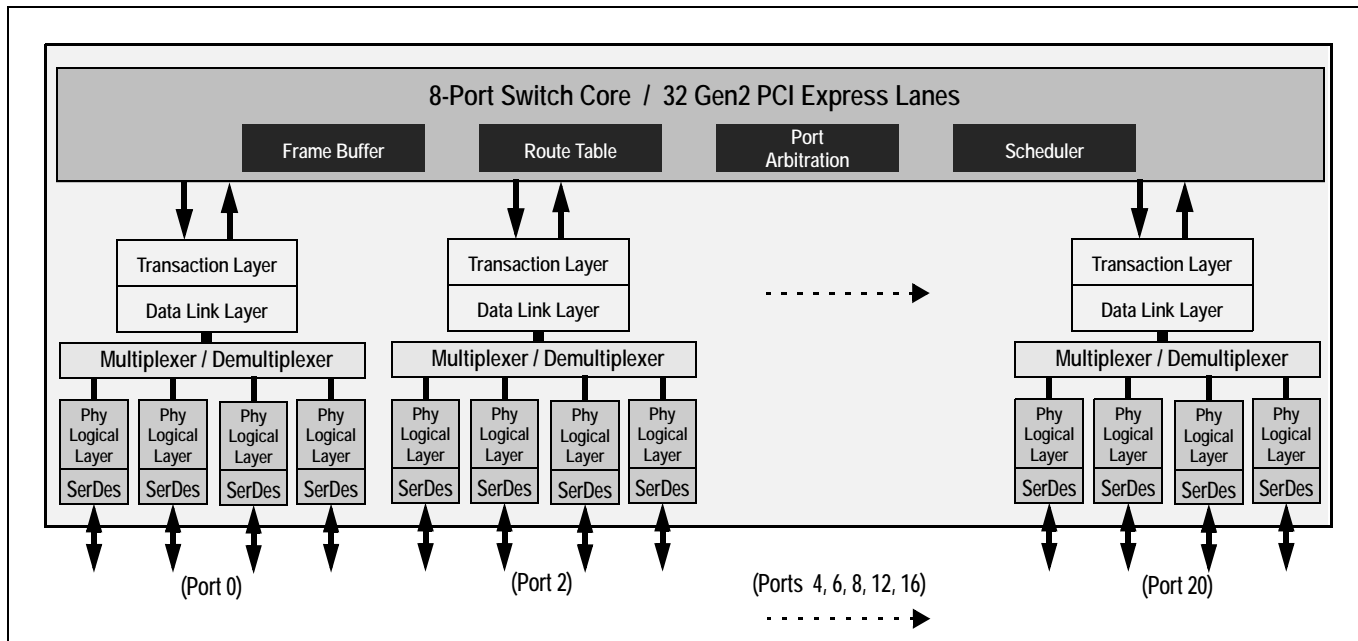 8-Port Switch Core / 32 Gen2 PCI Express Lanes
Frame Buffer
Route Table
Port
Arbitration
Scheduler
Transaction Layer
Data Link Layer
Multiplexer / Demultiplexer
Phy
Logical
Layer
SerDes
Phy
Logical
Layer
SerDes
Phy
Logical
Layer
SerDes
Phy
Logical
Layer
SerDes
(Port 0)
Transaction Layer
Data Link Layer
Multiplexer / Demultiplexer
Phy
Logical
Layer
SerDes
Phy
Logical
Layer
SerDes
Phy
Logical
Layer
SerDes
Phy
Logical
Layer
SerDes
(Port 2)
(Ports 4, 6, 8, 12, 16)
Transaction Layer
Data Link Layer
Multiplexer / Demultiplexer
Phy
Logical
Layer
SerDes
Phy
Logical
Layer
SerDes
Phy
Logical
Layer
SerDes
Phy
Logical
Layer
SerDes
(Port 20)